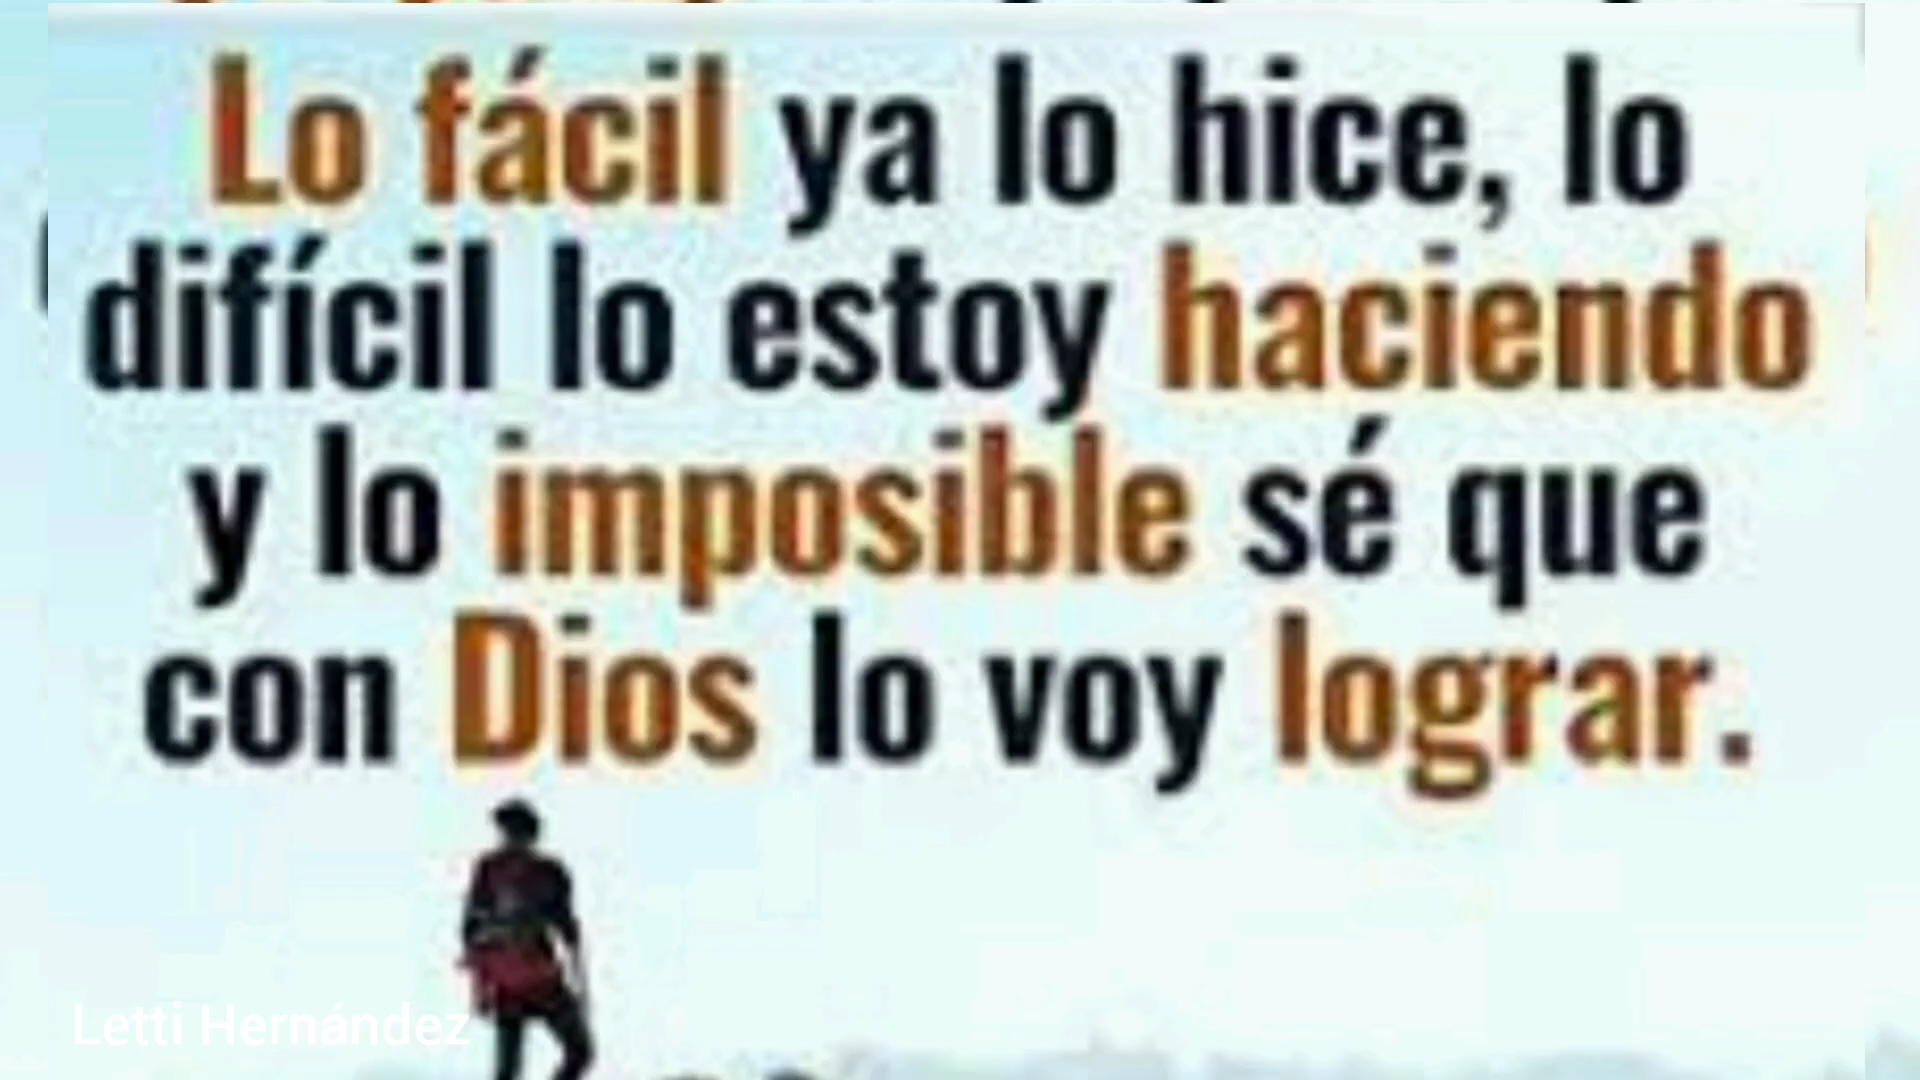 Lo fácil ya lo hice, lo
difícil lo estoy haciendo
y lo imposible sé que
con Dios lo voy lograr.
Letti Hernández